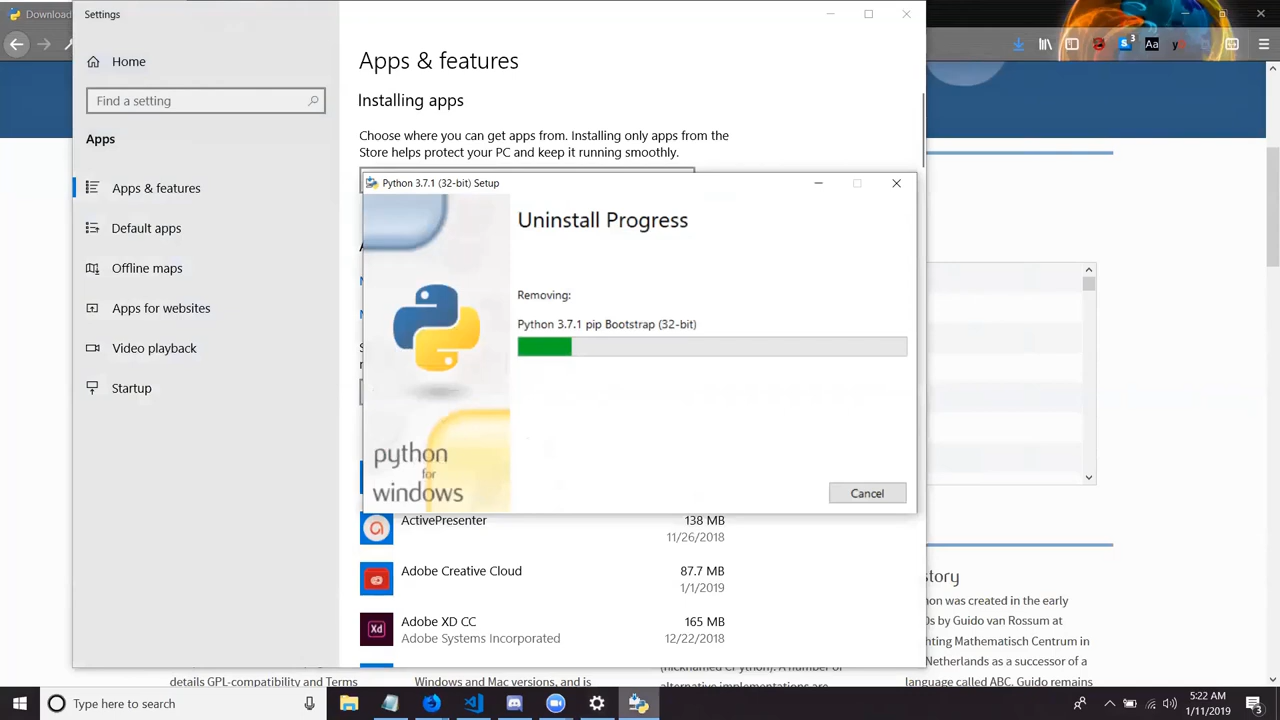 Download
Settings
Home
Find a setting
Apps
Apps & features
Default apps
Offline maps
Apps for websites
Video playback
Startup
Apps & features
Installing apps
Choose where you can get apps from. Installing only apps from the
Store helps protect your PC and keep it running smoothly.
Python 3.7.1 (32-bit) Setup
Uninstall Progress
Removing:
Python 3.7.1 pip Bootstrap (32-bit)
python
for
windows
Cancel
ActivePresenter
138 MB
11/26/2018
Adobe Creative Cloud
87.7 MB
1/1/2019
Adobe XD CC
165 MB
Adobe Systems Incorporated
12/22/2018
3
Aa
story
hon was created in the early
0s by Guido van Rossum at
hting Mathematisch Centrum in
Netherlands as a successor of a
language called ABC. Guido remains
details GPL-compatibility and Terms
Windows and Mac versions, and is
(nicknamed CPython). A number of
alternative implementations are
Type here to search
5:22 AM
1/11/2019
3